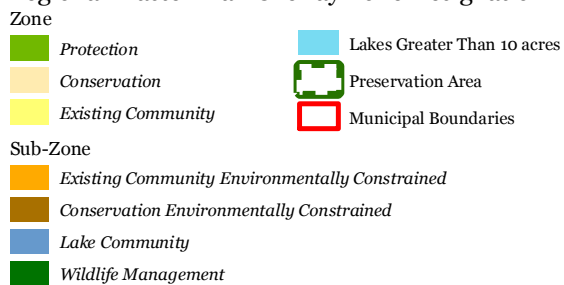 Zone
Protection
Conservation
Existing Community
Lakes Greater Than 10 acres
Preservation Area
Municipal Boundaries
Sub-Zone
Existing Community Environmentally Constrained
Conservation Environmentally Constrained
Lake Community
Wildlife Management